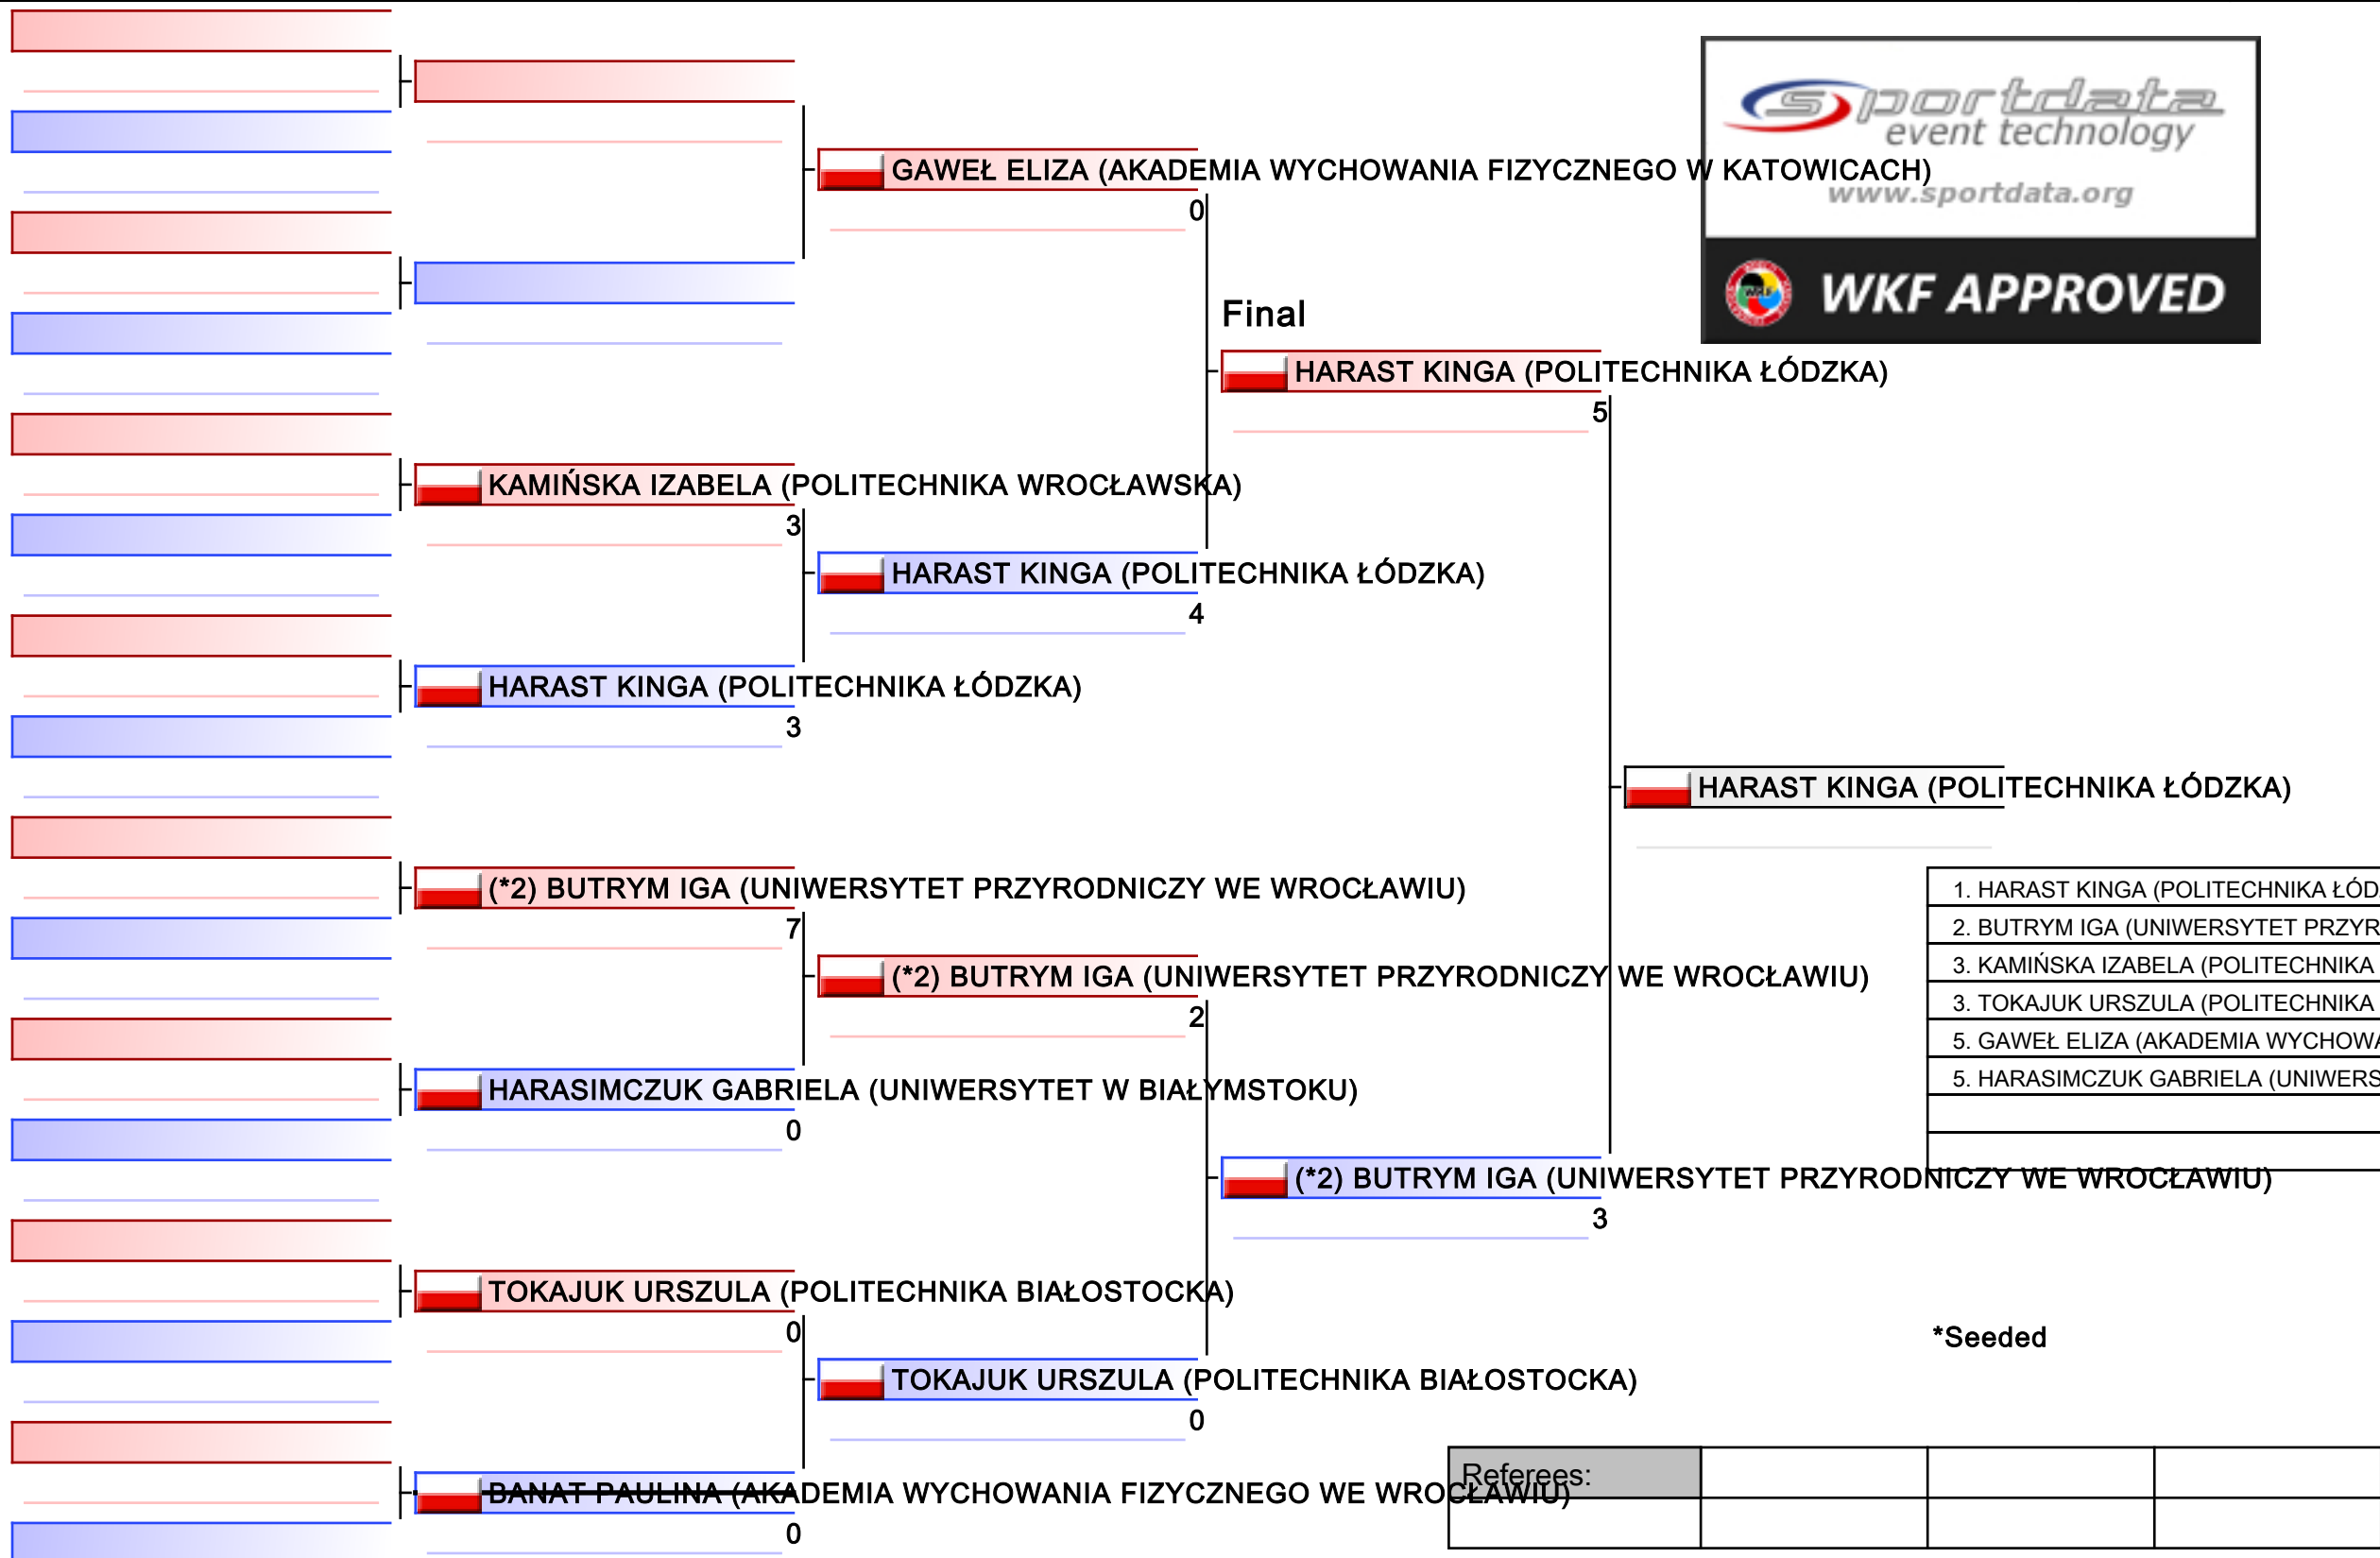 sportdata
event technology
www.sportdata.org
WKF APPROVED
GAWEŁ ELIZA (AKADEMIA WYCHOWANIA FIZYCZNEGO W KATOWICACH)
0
Final
HARAST KINGA (POLITECHNIKA ŁÓDZKA)
5
KAMIŃSKA IZABELA (POLITECHNIKA WROCŁAWSKA)
3
HARAST KINGA (POLITECHNIKA ŁÓDZKA)
4
HARAST KINGA (POLITECHNIKA ŁÓDZKA)
3
HARAST KINGA (POLITECHNIKA ŁÓDZKA)
(*2) BUTRYM IGA (UNIWERSYTET PRZYRODNICZY WE WROCŁAWIU)
7
(*2) BUTRYM IGA (UNIWERSYTET PRZYRODNICZY WE WROCŁAWIU)
2
HARASIMCZUK GABRIELA (UNIWERSYTET W BIAŁYMSTOKU)
0
1. HARAST KINGA (POLITECHNIKA ŁÓD
2. BUTRYM IGA (UNIWERSYTET PRZYR
3. KAMIŃSKA IZABELA (POLITECHNIKA
3. TOKAJUK URSZULA (POLITECHNIKA
5. GAWEŁ ELIZA (AKADEMIA WYCHOWA
5. HARASIMCZUK GABRIELA (UNIWERS
(*2) BUTRYM IGA (UNIWERSYTET PRZYRODNICZY WE WROCŁAWIU)
3
TOKAJUK URSZULA (POLITECHNIKA BIAŁOSTOCKA)
0
*Seeded
TOKAJUK URSZULA (POLITECHNIKA BIAŁOSTOCKA)
0
BANAT PAULINA (AKADEMIA WYCHOWANIA FIZYCZNEGO WE WROCŁAWIU)
0
Referees: